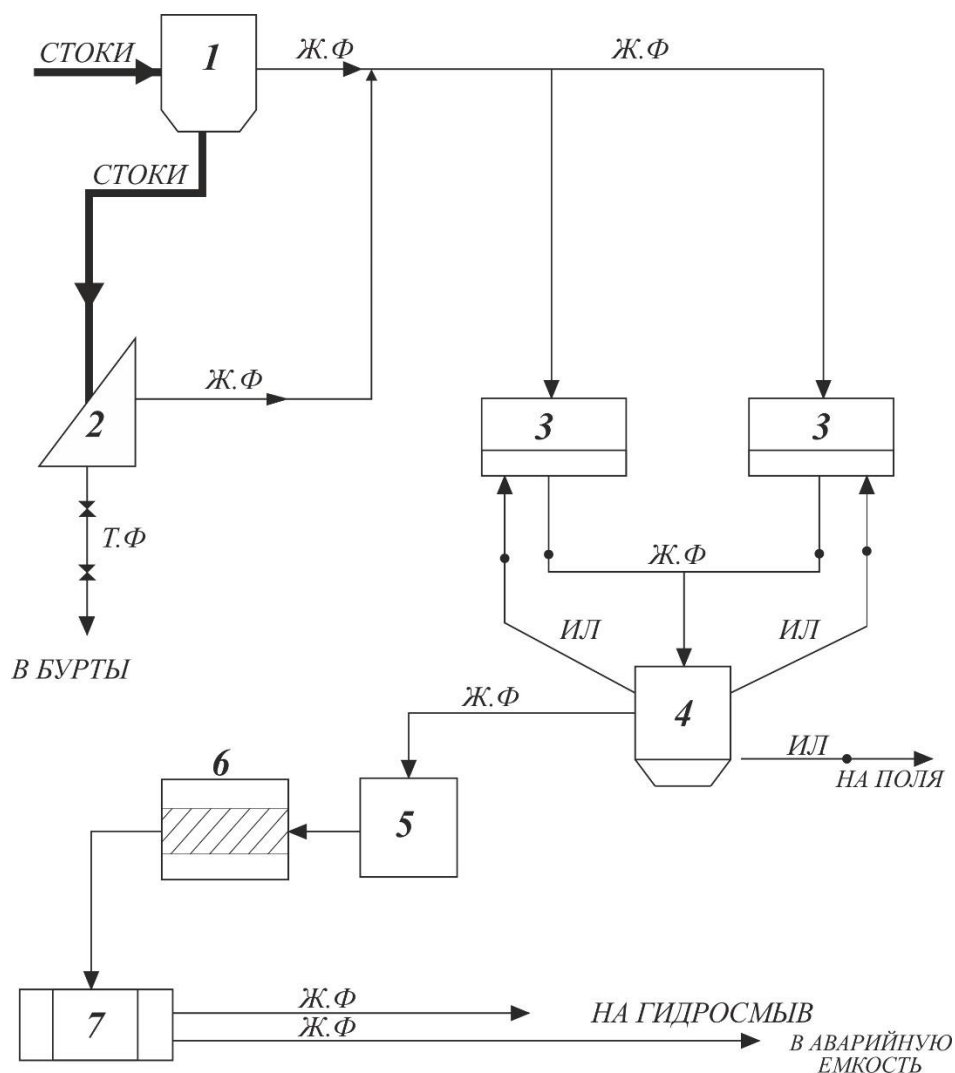 СТОКИ
1
Ж.Ф
Ж.Ф
СТОКИ
Ж.Ф
2
3
3
Т.Ф
Ж.Ф
В БУРТЫ
ИЛ
ИЛ
Ж.Ф
4
ИЛ
НА ПОЛЯ
6
5
7
Ж.Ф
НА ГИДРОСМЫВ
Ж.Ф
В АВАРИЙНУЮ
ЕМКОСТЬ